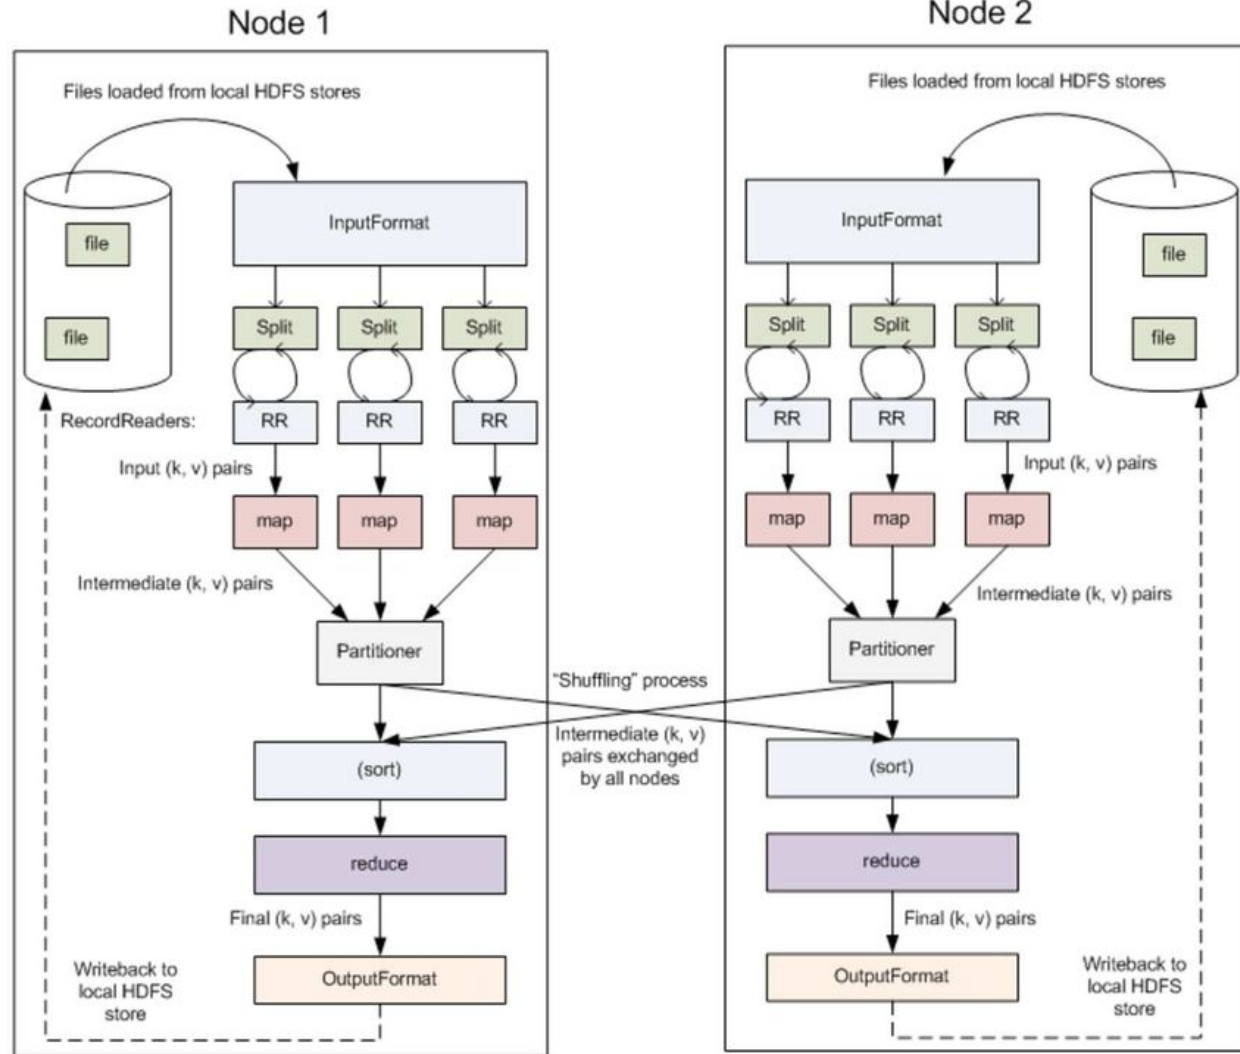 Node 1
Files loaded from local HDFS stores
file
file
InputFormat
Split
Split
Split
RecordReaders:
RR
RR
RR
Input (k, v) pairs
map
map
map
Intermediate (k, v) pairs
Partitioner
(sort)
reduce
Final (k, v) pairs
OutputFormat
Writeback to
local HDFS
store
"Shuffling" process
Intermediate (k, v)
pairs exchanged
by all nodes
Node 2
Files loaded from local HDFS stores
InputFormat
file
file
Split
Split
Split
RR
RR
RR
Input (k, v) pairs
map
map
map
Intermediate (k, v) pairs
Partitioner
(sort)
reduce
Final (k, v) pairs
OutputFormat
Writeback to
local HDFS
store